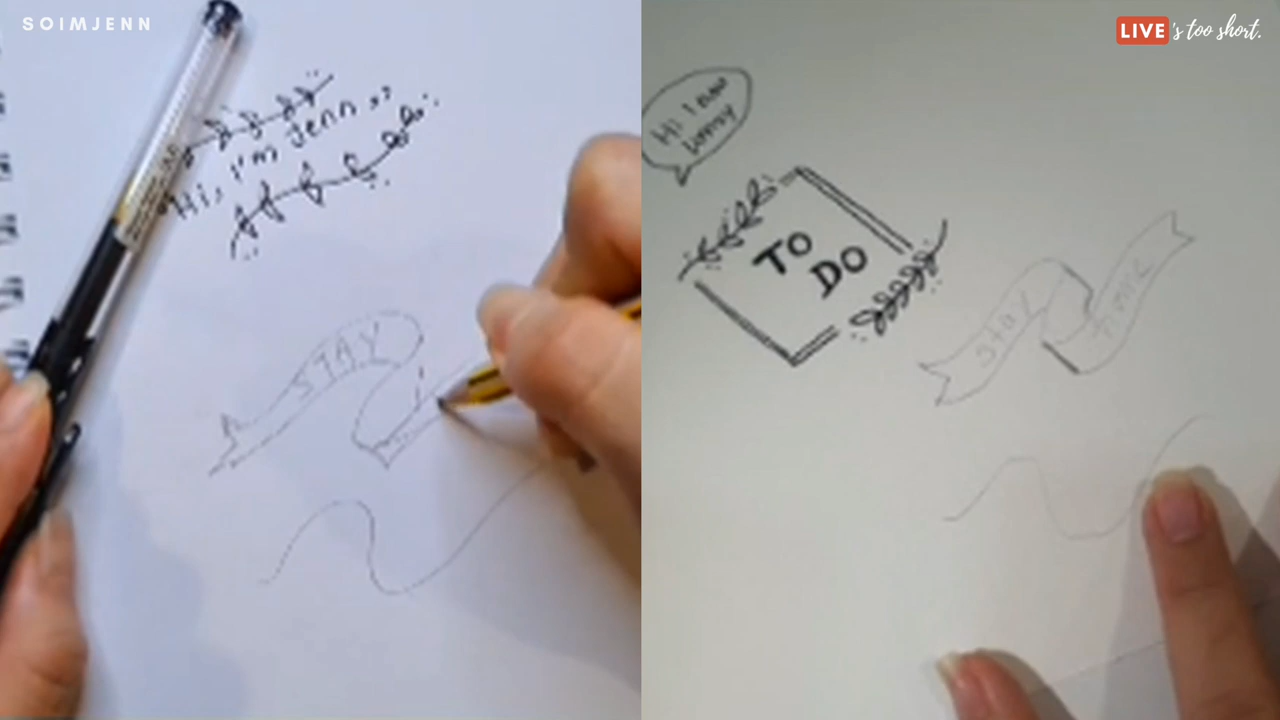 SOIMJENN
Hi, I'm Jenn
STAY
LIVE's too short.
Hi I am
TO
DO
Stay
Home